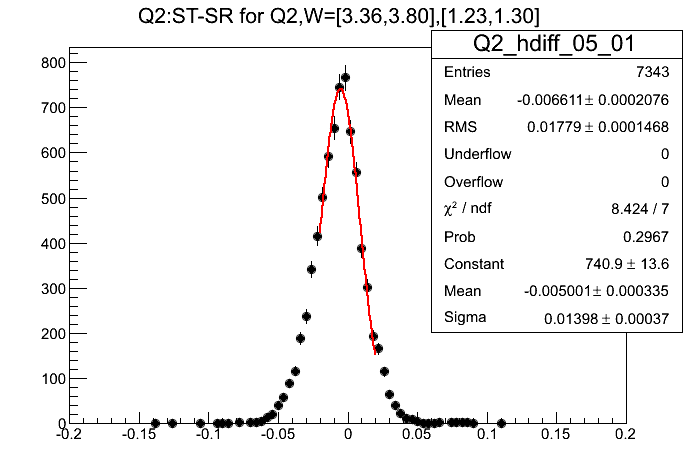 Q2:ST-SR for Q2,W=[3.36,3.80],[1.23,1.30]
Q2_hdiff_05_01
Entries 7343
Mean -0.006611± 0.0002076
RMS 0.01779 ± 0.0001468
Underflow 0
Overflow 0
χ² / ndf 8.424 / 7
Prob 0.2967
Constant 740.9 ± 13.6
Mean -0.005001± 0.000335
Sigma 0.01398 ± 0.00037
800
700
600
500
400
300
200
100
0
-0.2 -0.15 -0.1 -0.05 0 0.05 0.1 0.15 0.2